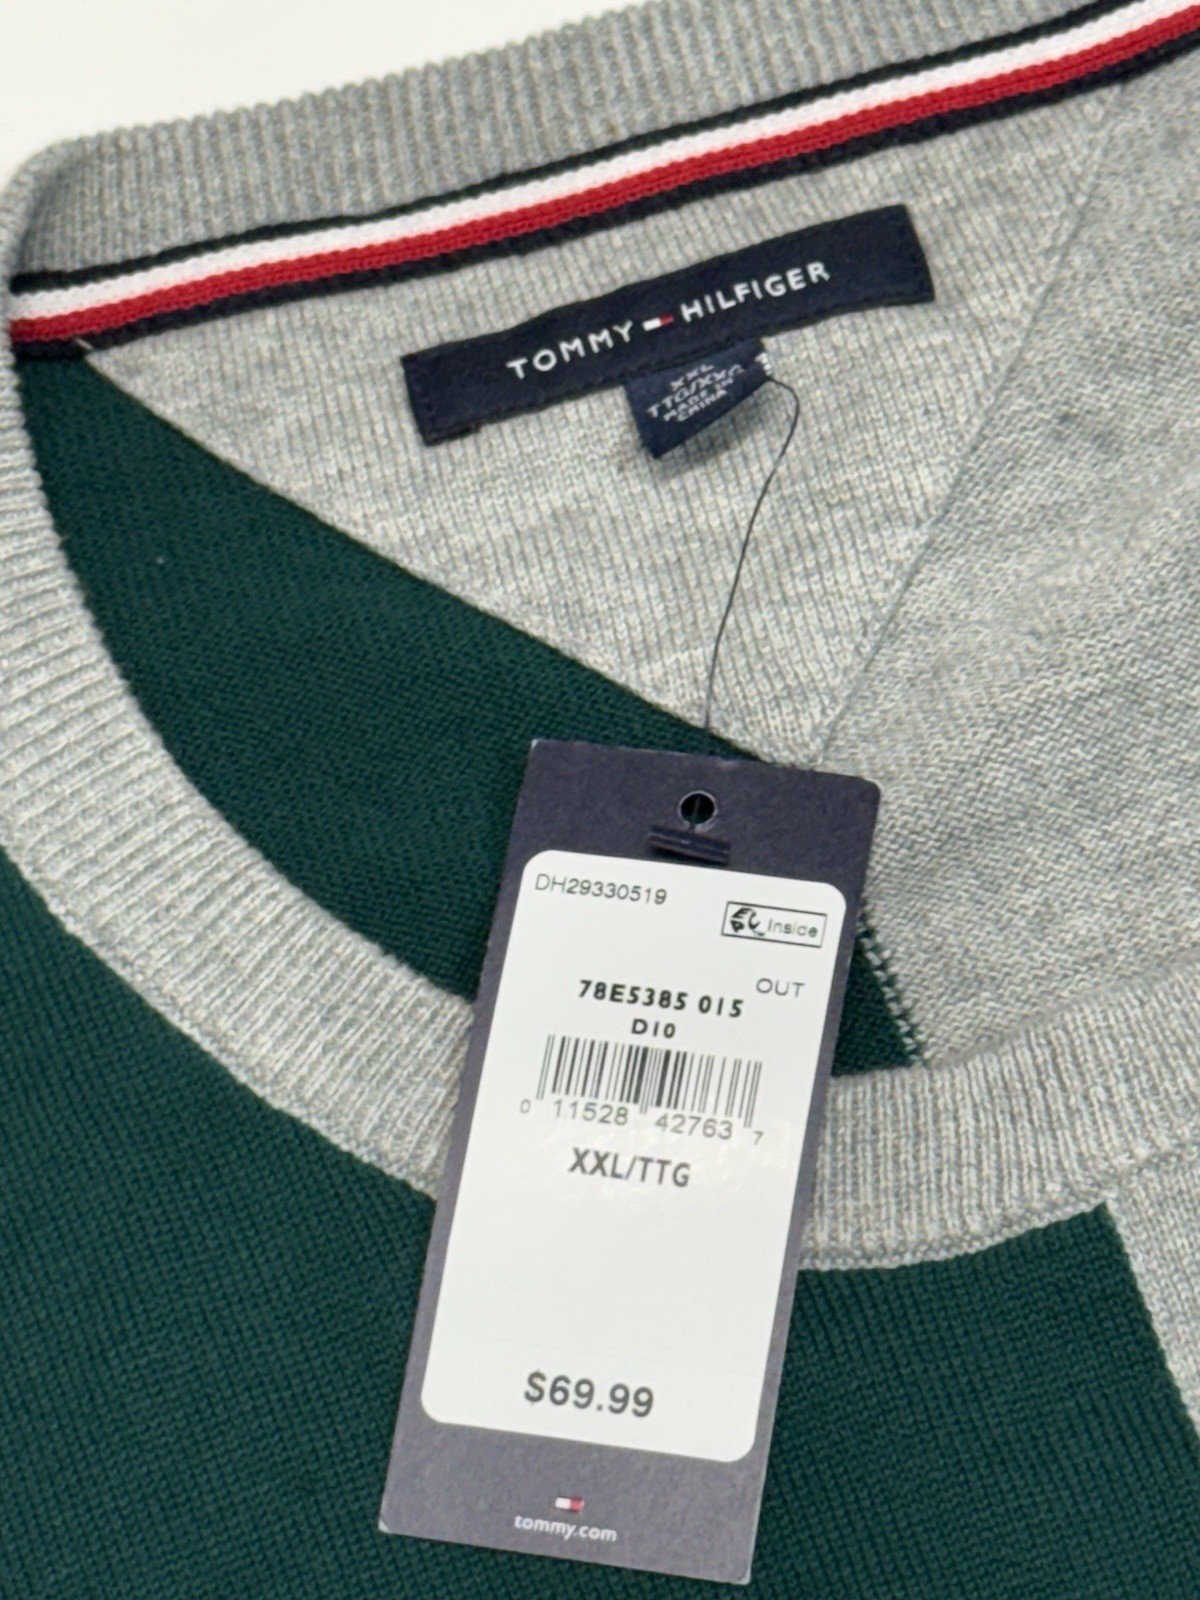 TOMMY HILFIGER
XXL
TTG/XXG
MADE IN
CHINA
DH29330519
Inside
OUT
78E5385 015
D10
0 11528 42763 7
XXL/TTG
$69.99
tommy.com